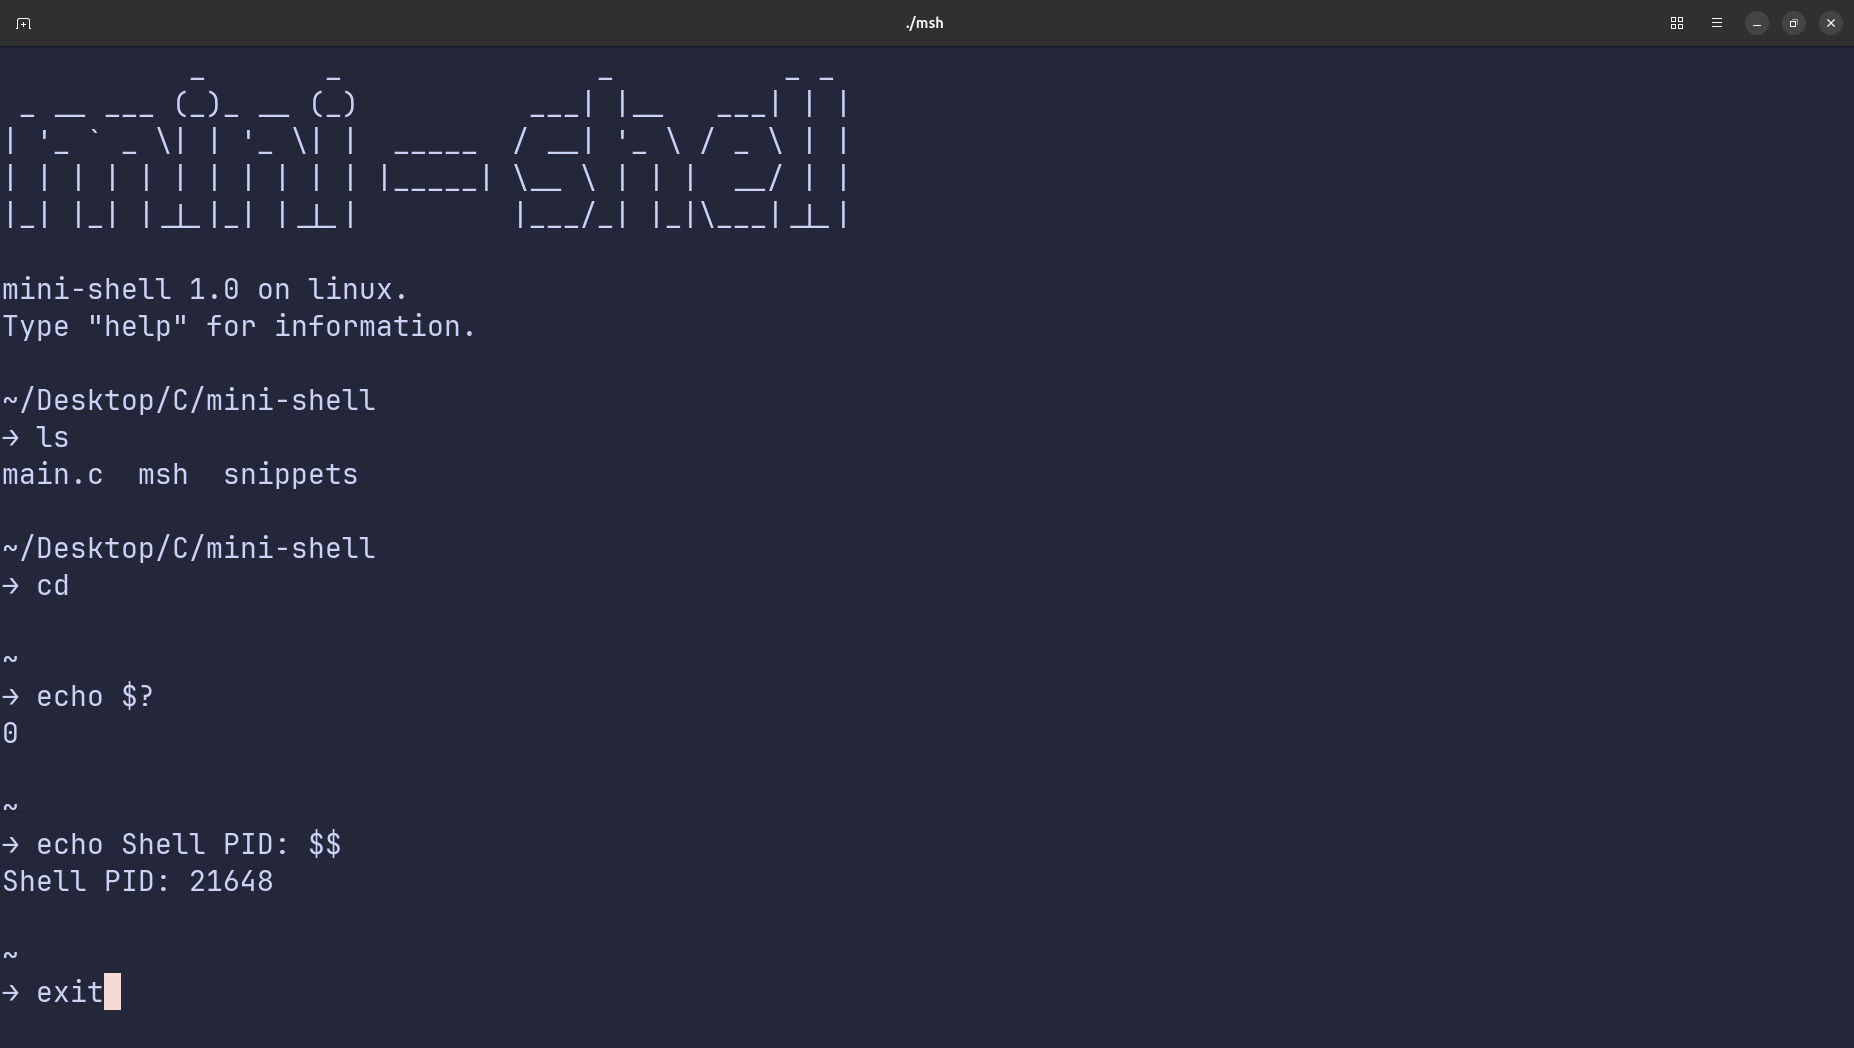 ./msh
           _       _               _          _ _
 _ __ ___ (_)_ __ (_)          ___| |__   ___| | |
| '_ ` _ \| | '_ \| |  _____  / __| '_ \ / _ \ | |
| | | | | | | | | | | |_____| \__ \ | | |  __/ | |
|_| |_| |_|_|_| |_|_|         |___/_| |_|\___|_|_|
mini-shell 1.0 on linux.
Type "help" for information.
~/Desktop/C/mini-shell
→ ls
main.c  msh  snippets
~/Desktop/C/mini-shell
→ cd
~
→ echo $?
0
~
→ echo Shell PID: $$
Shell PID: 21648
~
→ exit